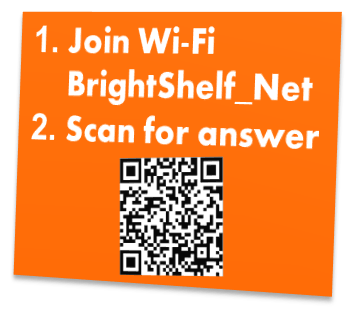 1. Join Wi-Fi
BrightShelf_Net
2. Scan for answer